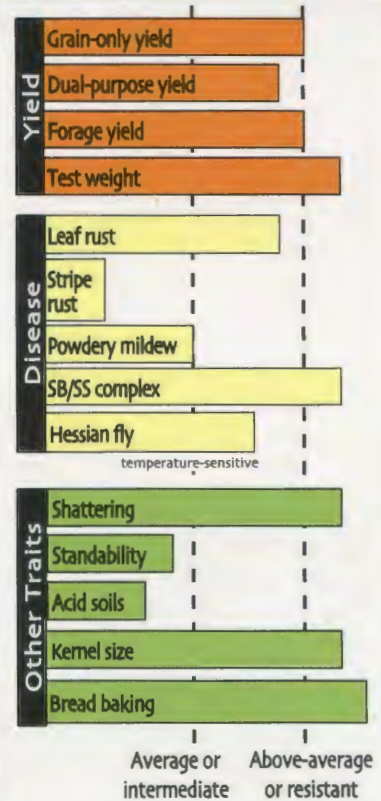 Yield
Grain-only yield
Dual-purpose yield
Forage yield
Test weight
Disease
Leaf rust
Stripe
rust
Powdery mildew
SB/SS complex
Hessian fly
temperature-sensitive
Other Traits
Shattering
Standability
Acid soils
Kernel size
Bread baking
Average or
intermediate
Above-average
or resistant